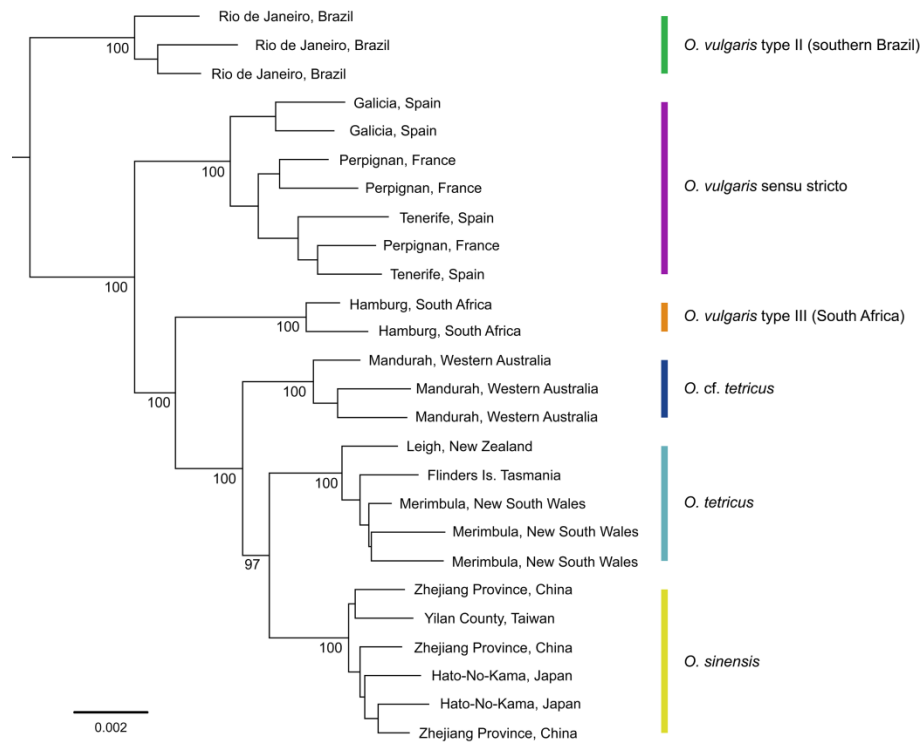 Rio de Janeiro, Brazil
100
Rio de Janeiro, Brazil
Rio de Janeiro, Brazil
O. vulgaris type II (southern Brazil)
Galicia, Spain
Galicia, Spain
100
Perpignan, France
Perpignan, France
Tenerife, Spain
Perpignan, France
Tenerife, Spain
O. vulgaris sensu stricto
100
Hamburg, South Africa
100
Hamburg, South Africa
O. vulgaris type III (South Africa)
Mandurah, Western Australia
100
Mandurah, Western Australia
Mandurah, Western Australia
O. cf. tetricus
100
100
Leigh, New Zealand
100
Flinders Is. Tasmania
Merimbula, New South Wales
Merimbula, New South Wales
Merimbula, New South Wales
O. tetricus
97
Zhejiang Province, China
Yilan County, Taiwan
100
Zhejiang Province, China
Hato-No-Kama, Japan
Hato-No-Kama, Japan
Zhejiang Province, China
O. sinensis
0.002